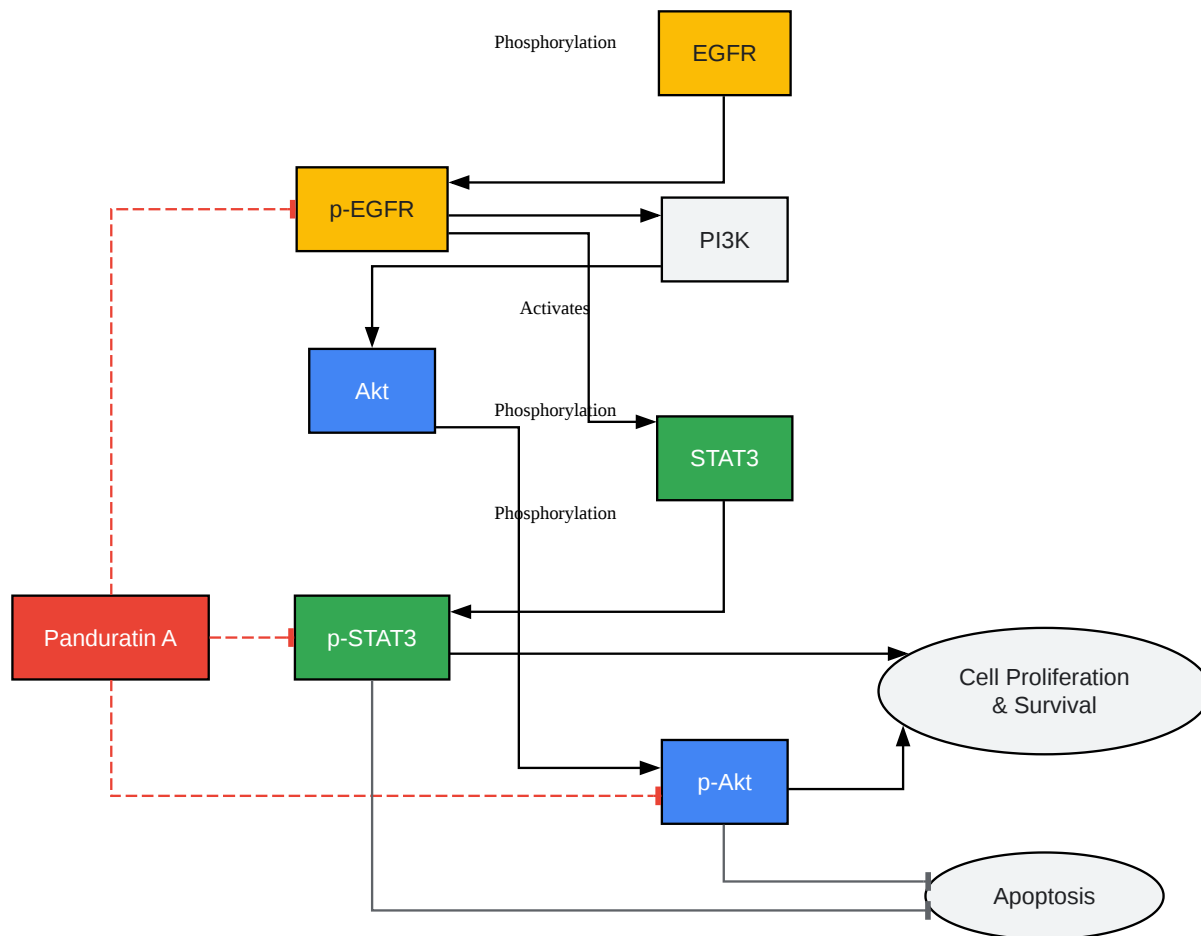 Phosphorylation
EGFR
p-EGFR
PI3K
Activates
Akt
Phosphorylation
STAT3
Phosphorylation
Panduratin A
p-STAT3
Cell Proliferation
& Survival
p-Akt
Apoptosis